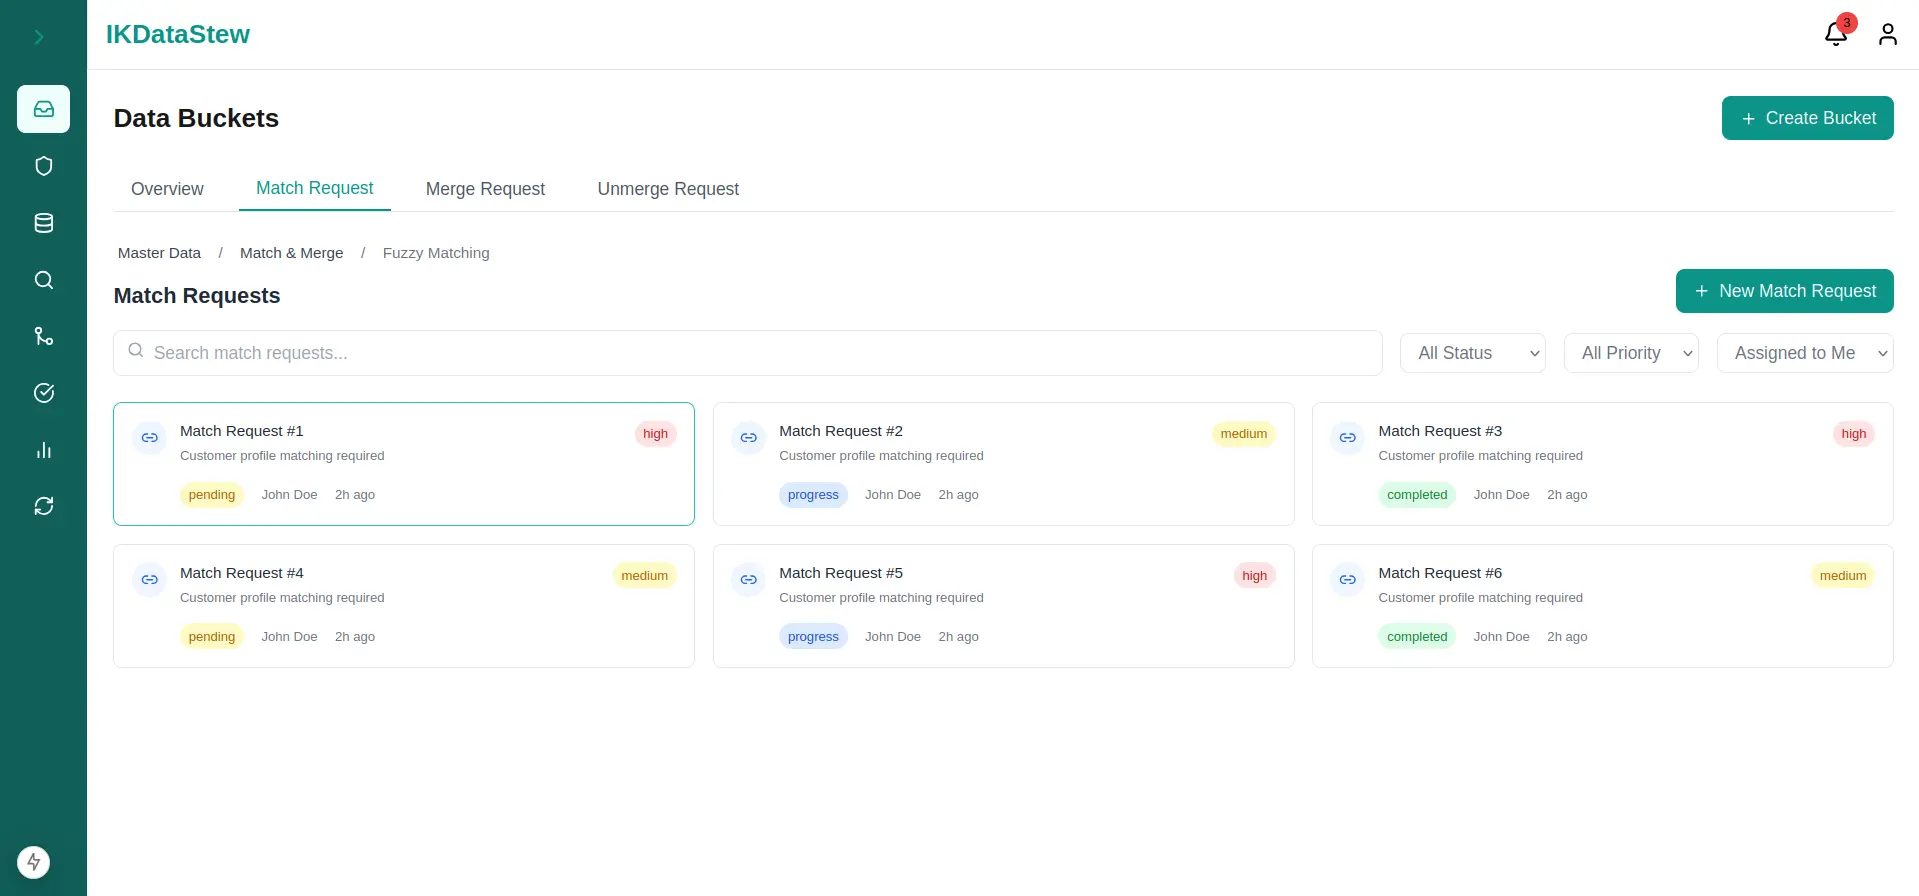 IKDataStew
3
Data Buckets
+ Create Bucket
Overview
Match Request
Merge Request
Unmerge Request
Master Data / Match & Merge / Fuzzy Matching
Match Requests
+ New Match Request
Search match requests...
All Status
All Priority
Assigned to Me
Match Request #1
high
Customer profile matching required
pending John Doe 2h ago
Match Request #2
medium
Customer profile matching required
progress John Doe 2h ago
Match Request #3
high
Customer profile matching required
completed John Doe 2h ago
Match Request #4
medium
Customer profile matching required
pending John Doe 2h ago
Match Request #5
high
Customer profile matching required
progress John Doe 2h ago
Match Request #6
medium
Customer profile matching required
completed John Doe 2h ago